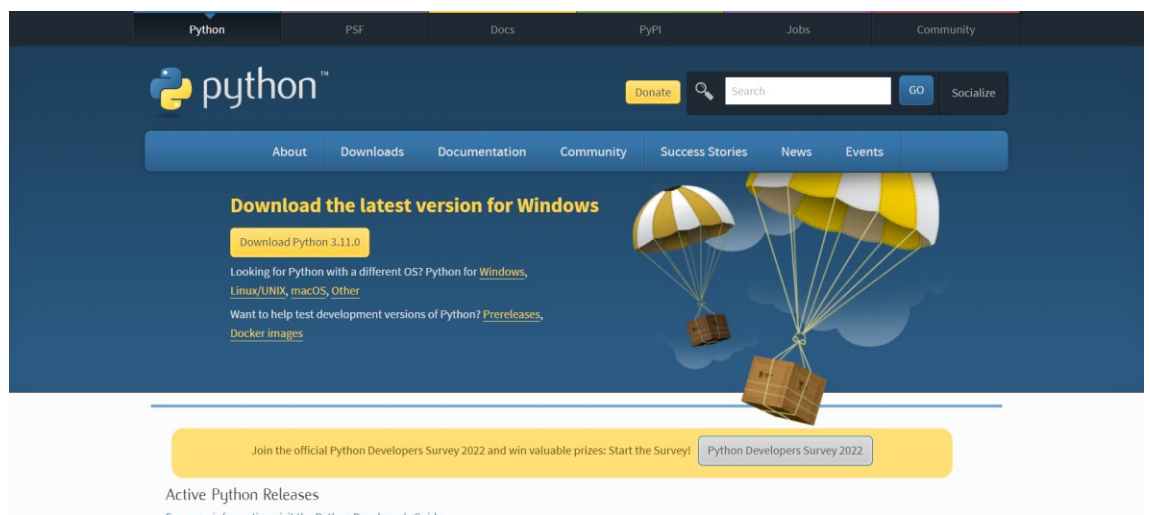 Python PSF Docs PyPI Jobs Community
python™
Donate Search GO Socialize
About Downloads Documentation Community Success Stories News Events
Download the latest version for Windows
Download Python 3.11.0
Looking for Python with a different OS? Python for Windows,
Linux/UNIX, macOS, Other
Want to help test development versions of Python? Prereleases,
Docker images
Join the official Python Developers Survey 2022 and win valuable prizes: Start the Survey! Python Developers Survey 2022
Active Python Releases